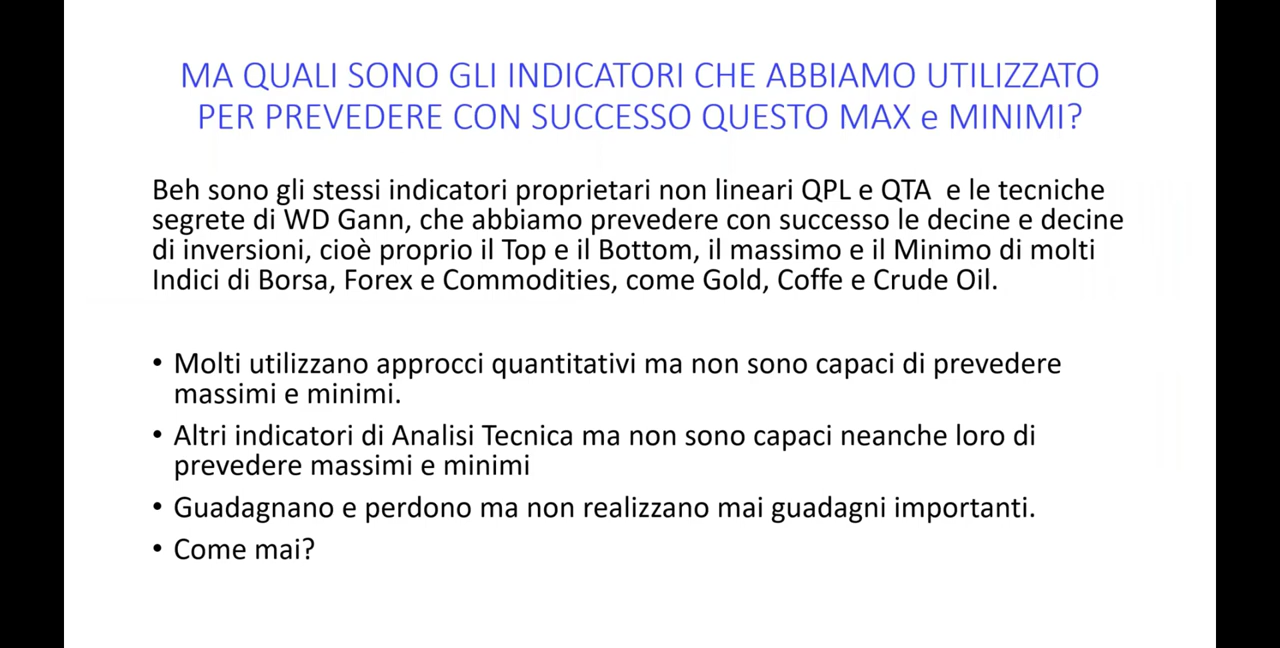 MA QUALI SONO GLI INDICATORI CHE ABBIAMO UTILIZZATO
PER PREVEDERE CON SUCCESSO QUESTO MAX e MINIMI?
Beh sono gli stessi indicatori proprietari non lineari QPL e QTA e le tecniche
segrete di WD Gann, che abbiamo prevedere con successo le decine e decine
di inversioni, cioè proprio il Top e il Bottom, il massimo e il Minimo di molti
Indici di Borsa, Forex e Commodities, come Gold, Coffe e Crude Oil.
• Molti utilizzano approcci quantitativi ma non sono capaci di prevedere
massimi e minimi.
• Altri indicatori di Analisi Tecnica ma non sono capaci neanche loro di
prevedere massimi e minimi
• Guadagnano e perdono ma non realizzano mai guadagni importanti.
• Come mai?